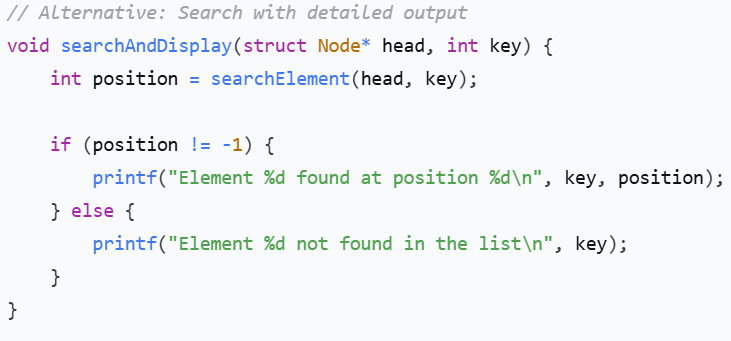 // Alternative: Search with detailed output
void searchAndDisplay(struct Node* head, int key) {
    int position = searchElement(head, key);

    if (position != -1) {
        printf("Element %d found at position %d\n", key, position);
    } else {
        printf("Element %d not found in the list\n", key);
    }
}